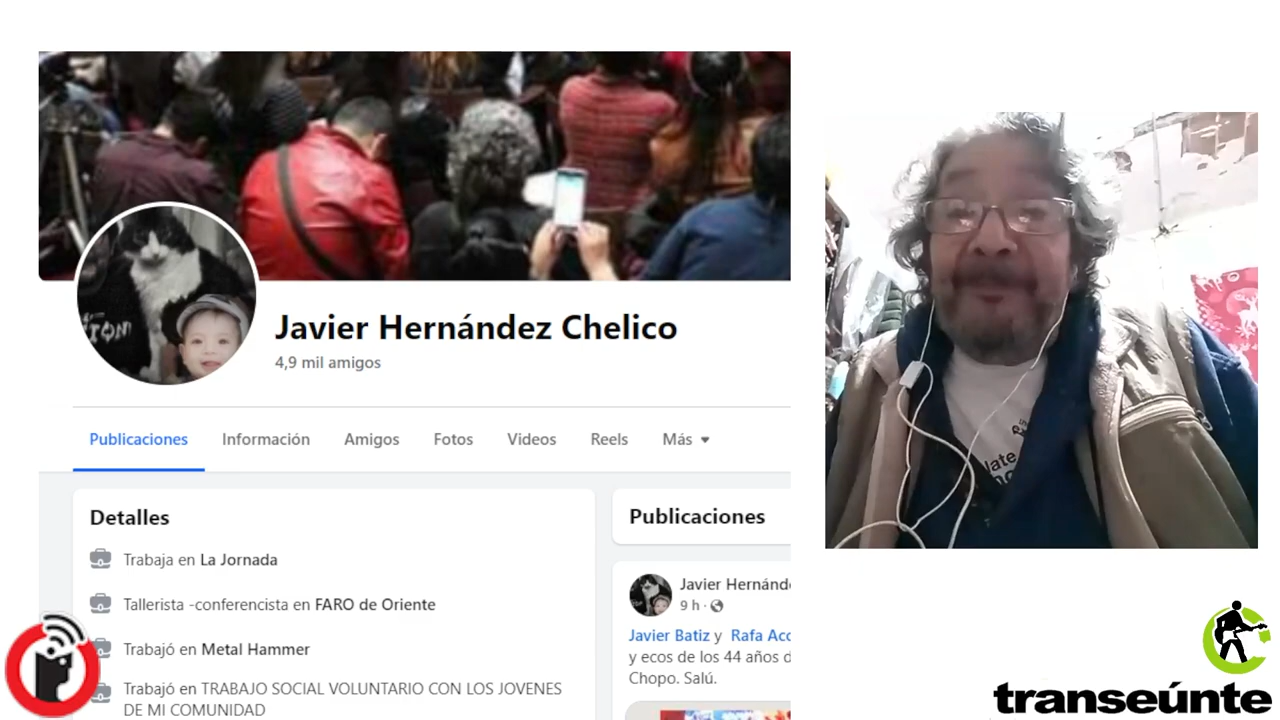 Javier Hernández Chelico
4,9 mil amigos
Publicaciones Información Amigos Fotos Videos Reels Más
Detalles
Trabaja en La Jornada
Tallerista -conferencista en FARO de Oriente
Trabajó en Metal Hammer
Trabajó en TRABAJO SOCIAL VOLUNTARIO CON LOS JOVENES
DE MI COMUNIDAD
Publicaciones
Javier Hernánd
9 h ·
Javier Batiz y Rafa Aco
y ecos de los 44 años d
Chopo. Salú.
transeúnte